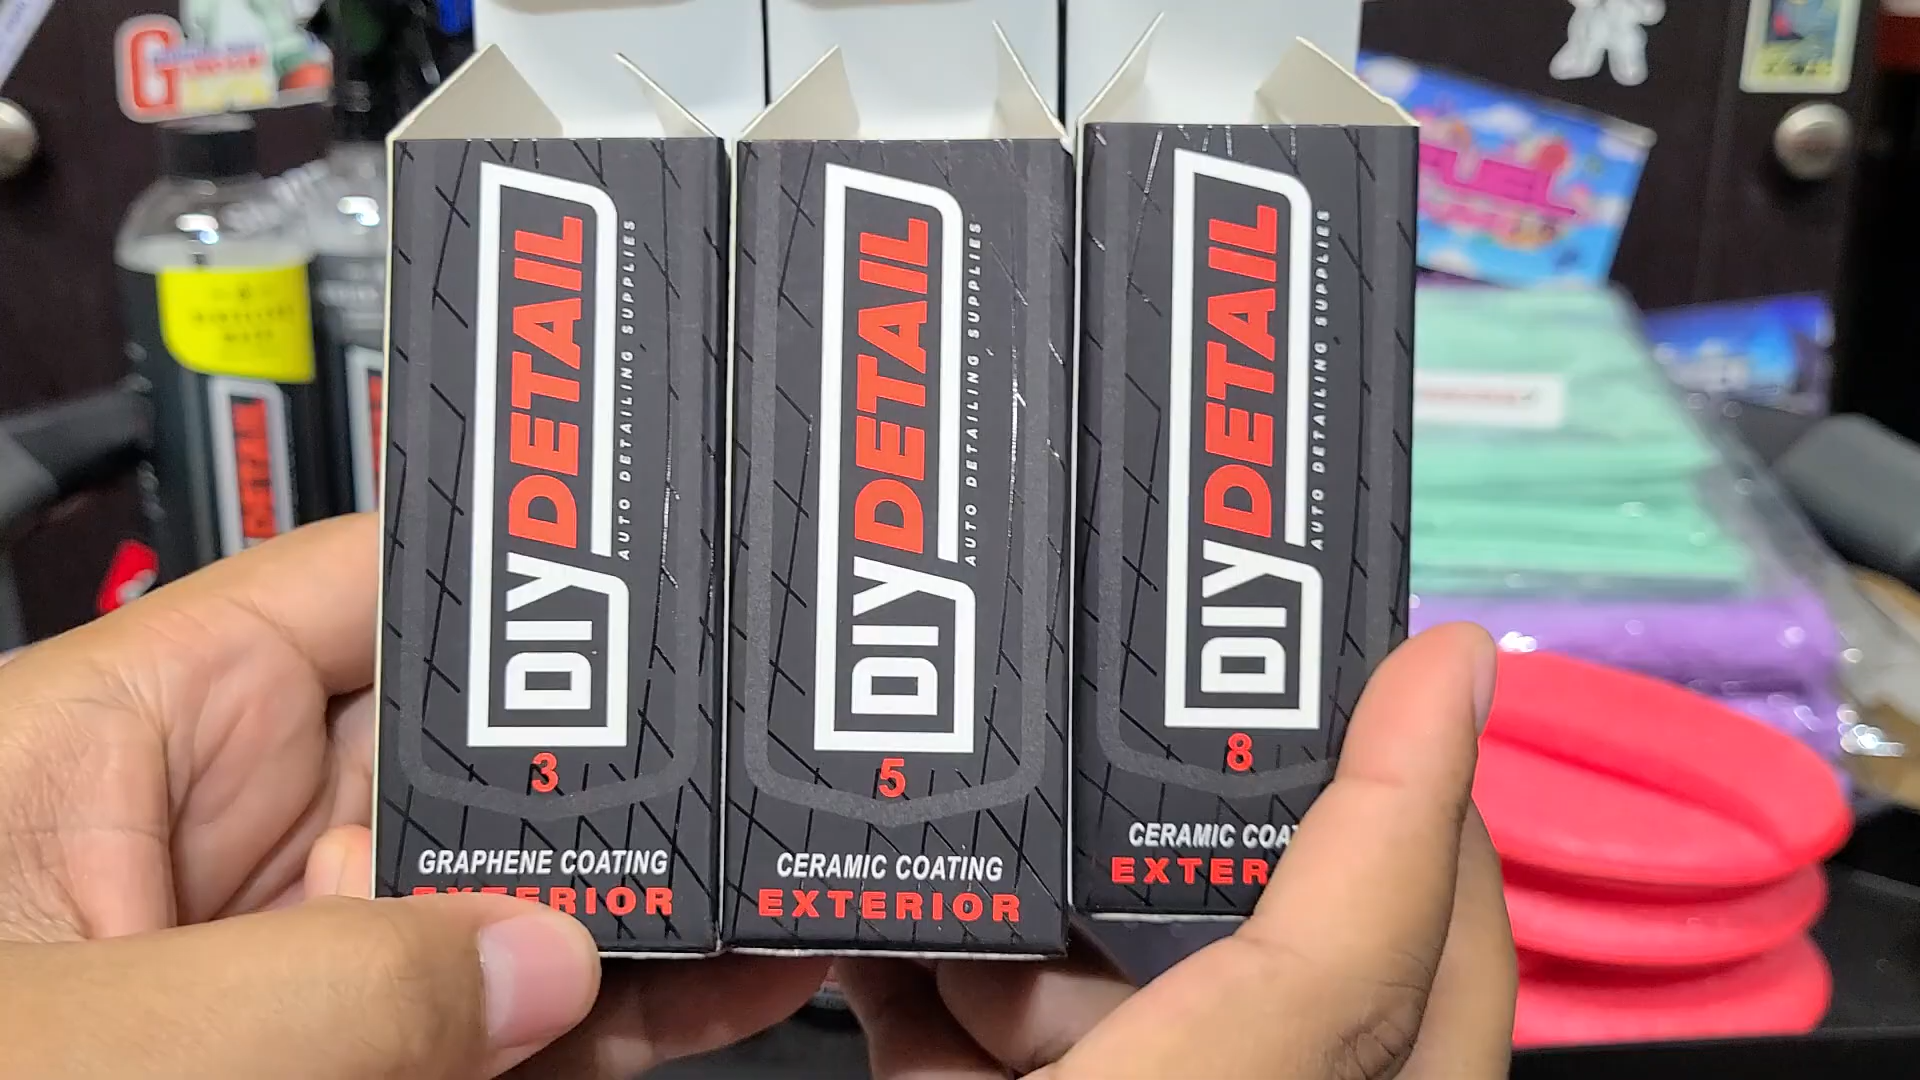 DIY DETAIL
AUTO DETAILING SUPPLIES
3
GRAPHENE COATING
EXTERIOR
DIY DETAIL
AUTO DETAILING SUPPLIES
5
CERAMIC COATING
EXTERIOR
DIY DETAIL
AUTO DETAILING SUPPLIES
8
CERAMIC COAT
EXTER
FUEL